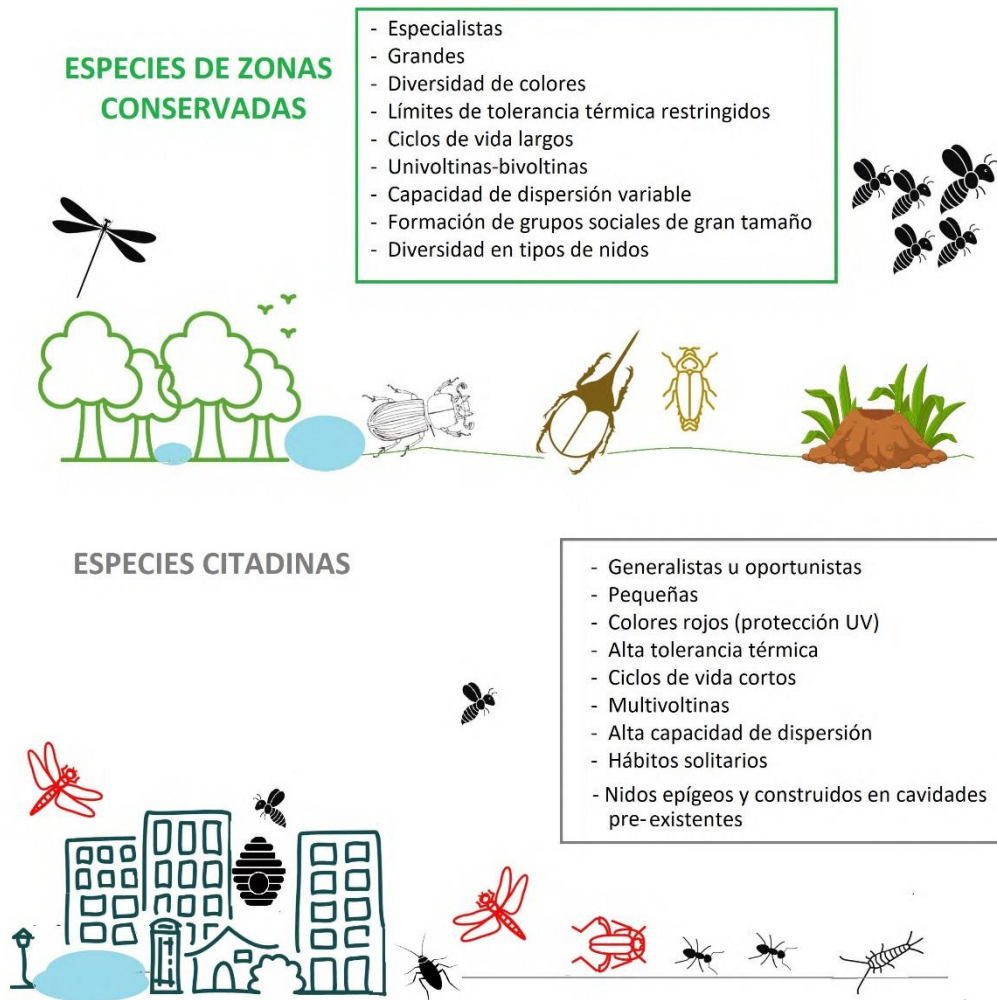 ESPECIES DE ZONAS
CONSERVADAS
- Especialistas
- Grandes
- Diversidad de colores
- Límites de tolerancia térmica restringidos
- Ciclos de vida largos
- Univoltinas-bivoltinas
- Capacidad de dispersión variable
- Formación de grupos sociales de gran tamaño
- Diversidad en tipos de nidos
ESPECIES CITADINAS
- Generalistas u oportunistas
- Pequeñas
- Colores rojos (protección UV)
- Alta tolerancia térmica
- Ciclos de vida cortos
- Multivoltinas
- Alta capacidad de dispersión
- Hábitos solitarios
- Nidos epígeos y construidos en cavidades
pre-existentes